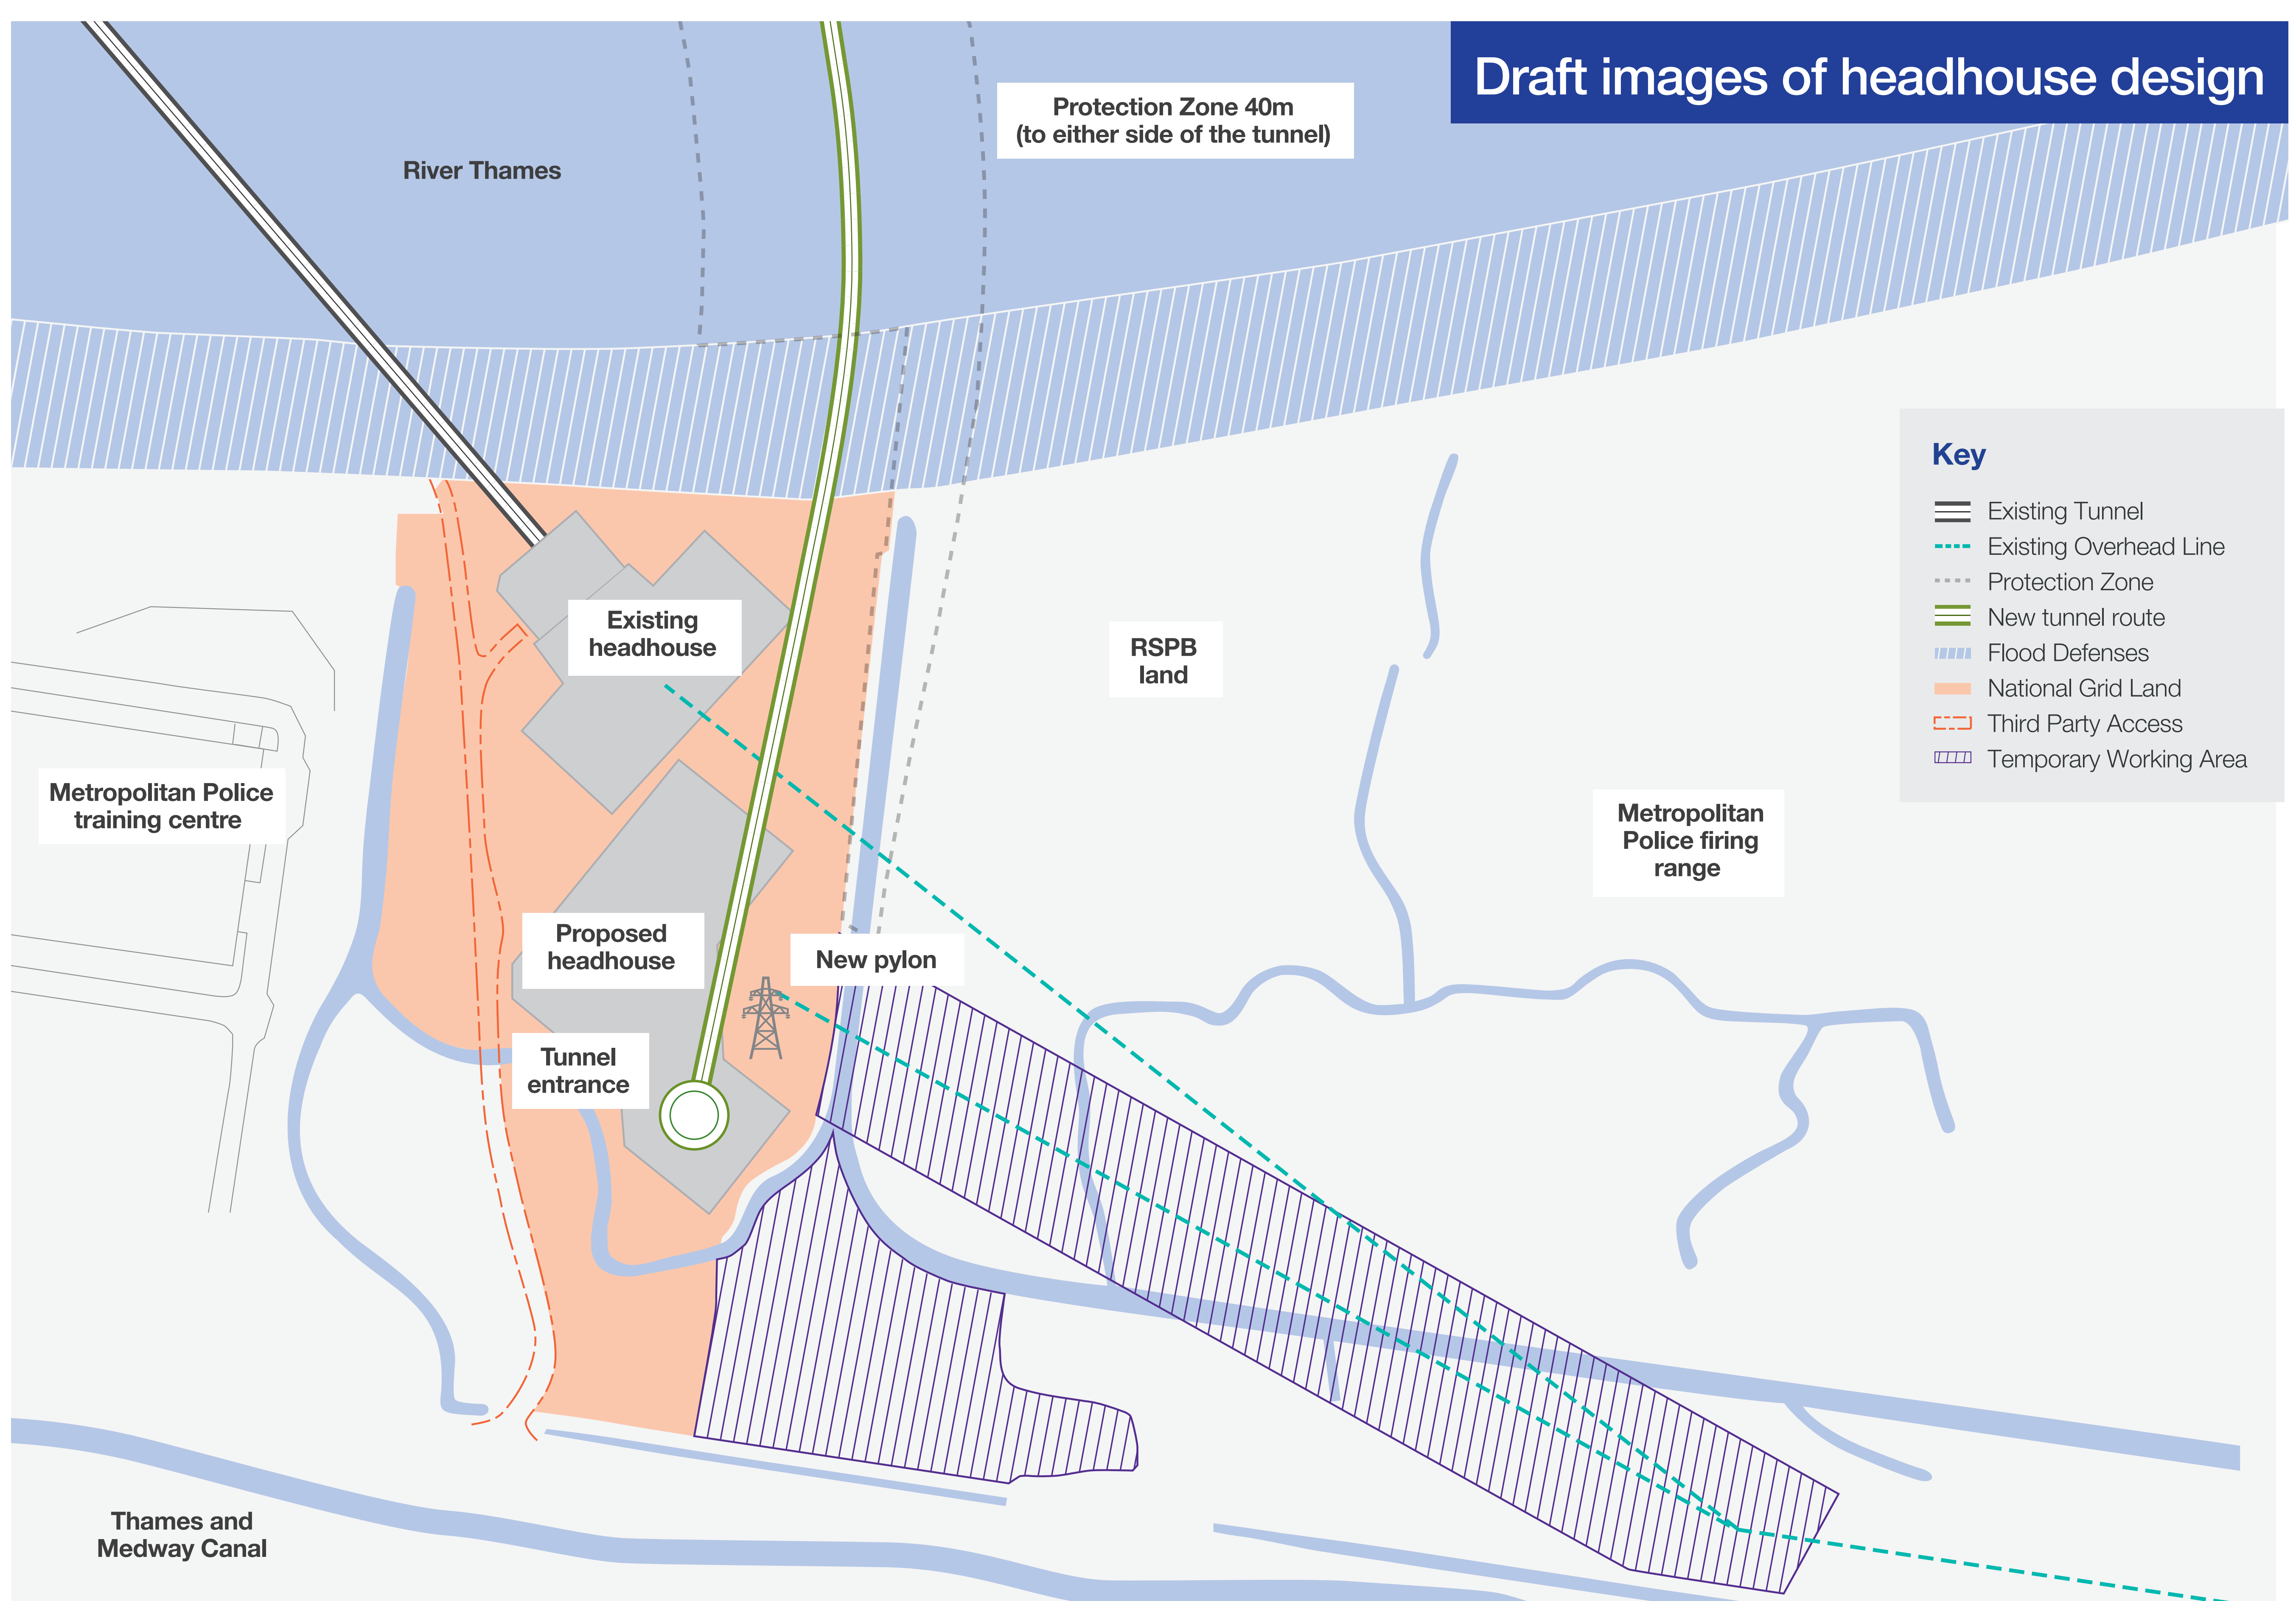 Draft images of headhouse design
Protection Zone 40m
(to either side of the tunnel)
River Thames
Key
Existing Tunnel
Existing Overhead Line
Protection Zone
New tunnel route
Flood Defenses
National Grid Land
Third Party Access
Temporary Working Area
Existing
headhouse
RSPB
land
Metropolitan Police
training centre
Metropolitan
Police firing
range
Proposed
headhouse
New pylon
Tunnel
entrance
Thames and
Medway Canal